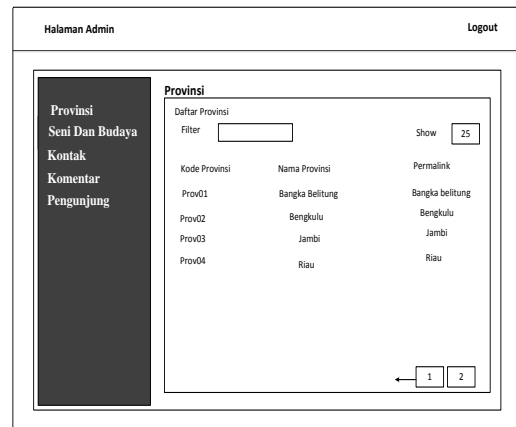 Halaman Admin
Logout
Provinsi
Seni Dan Budaya
Kontak
Komentar
Pengunjung
Provinsi
Daftar Provinsi
Filter
Show 25
Kode Provinsi Nama Provinsi Permalink
Prov01 Bangka Belitung Bangka belitung
Prov02 Bengkulu Bengkulu
Prov03 Jambi Jambi
Prov04 Riau Riau
1 2